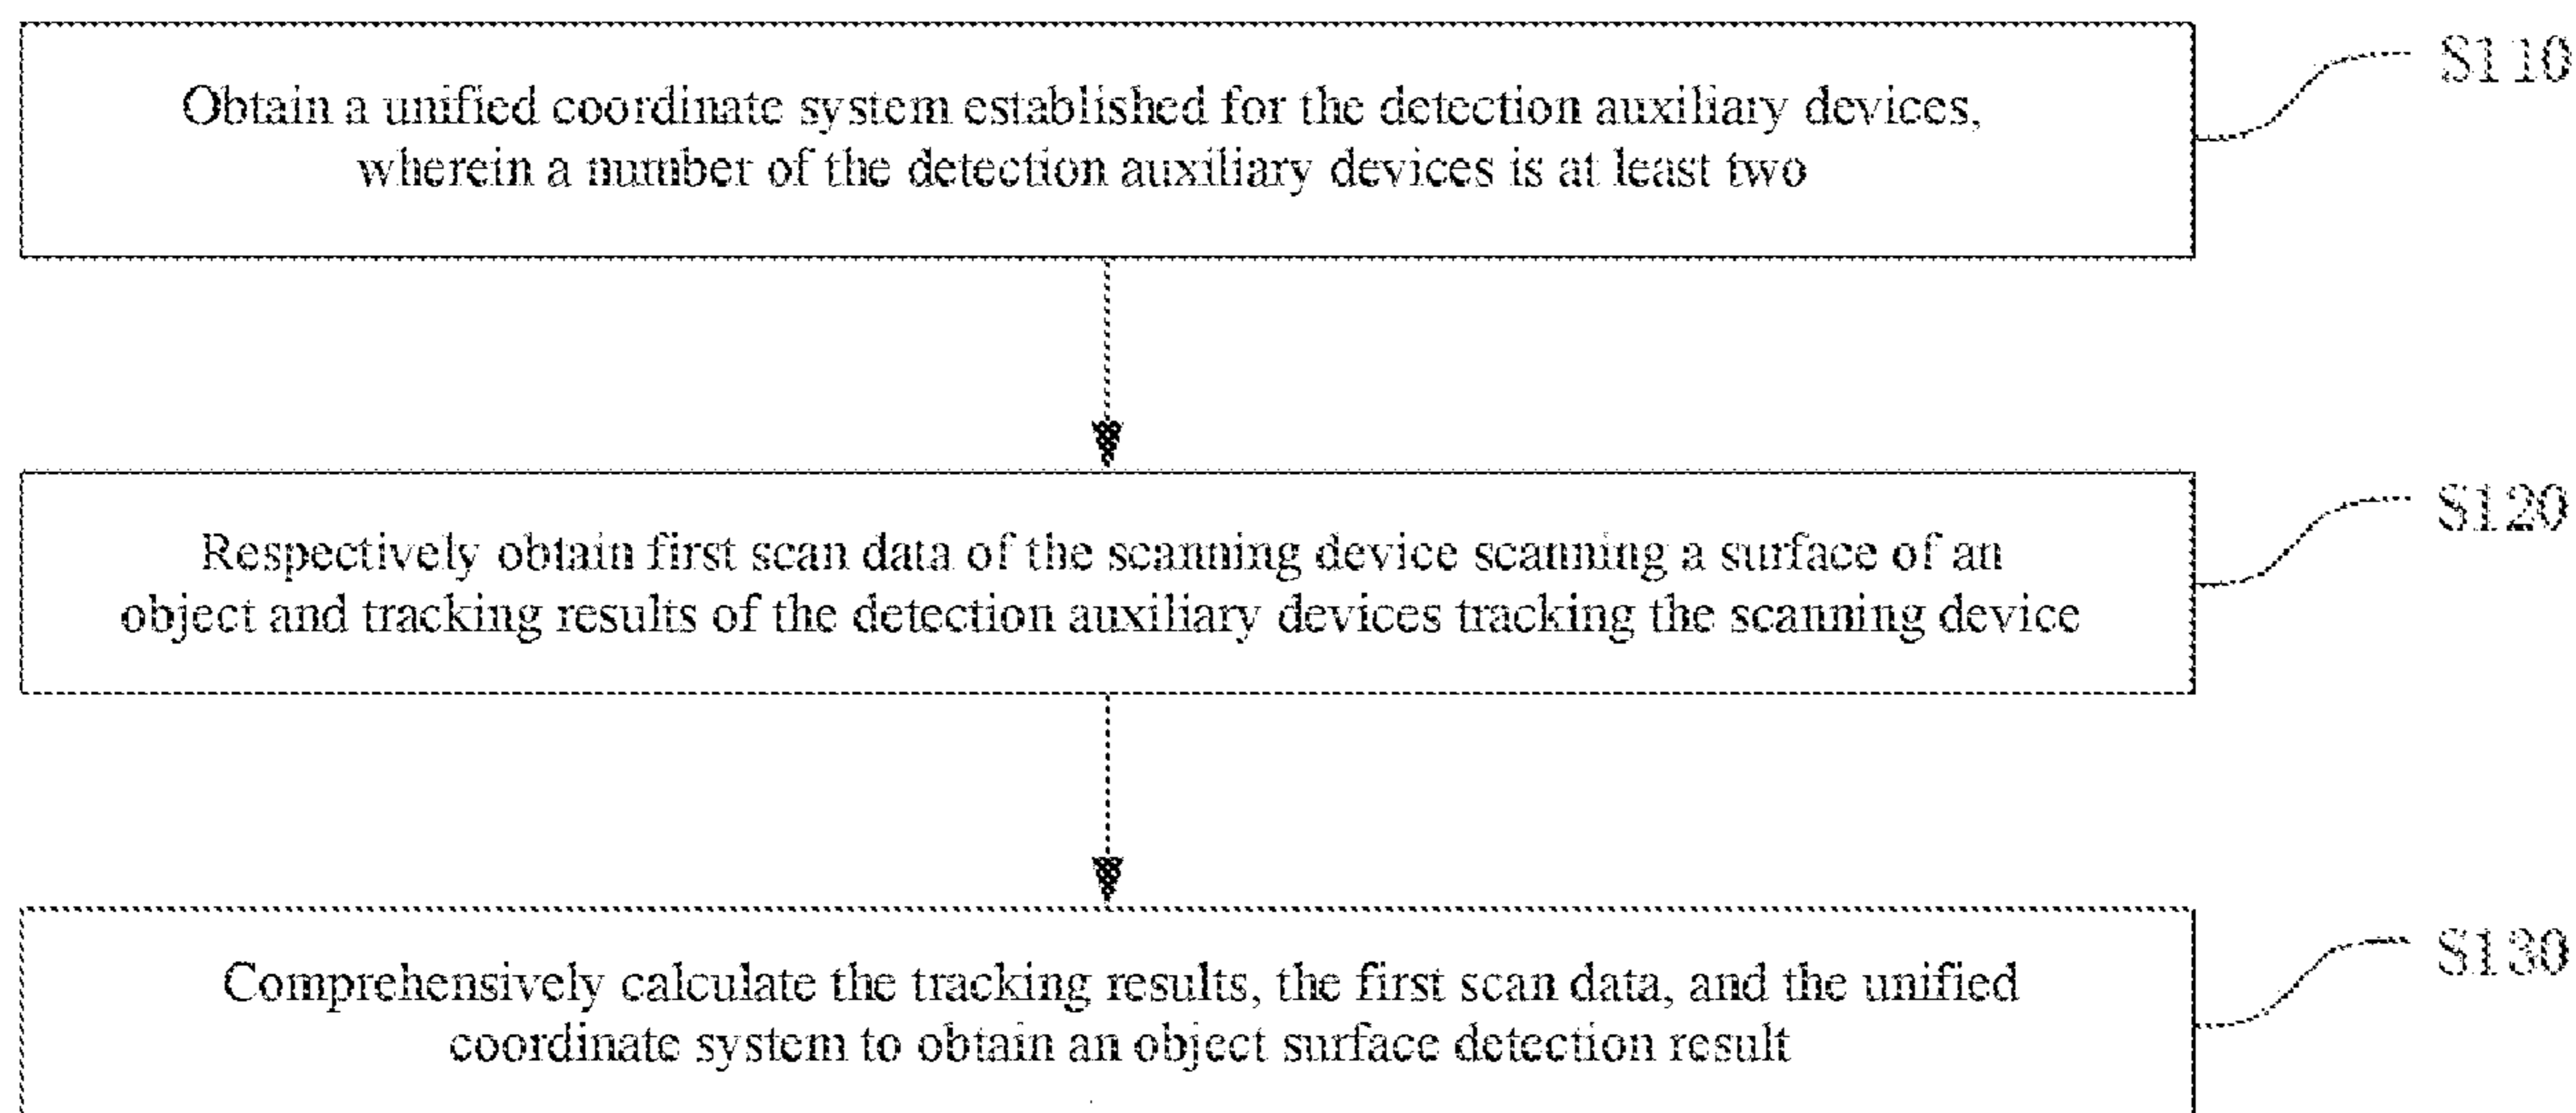 Obtain a unified coordinate system established for the detection auxiliary devices,
wherein a number of the detection auxiliary devices is at least two
S110
Respectively obtain first scan data of the scanning device scanning a surface of an
object and tracking results of the detection auxiliary devices tracking the scanning device
S120
Comprehensively calculate the tracking results, the first scan data, and the unified
coordinate system to obtain an object surface detection result
S130